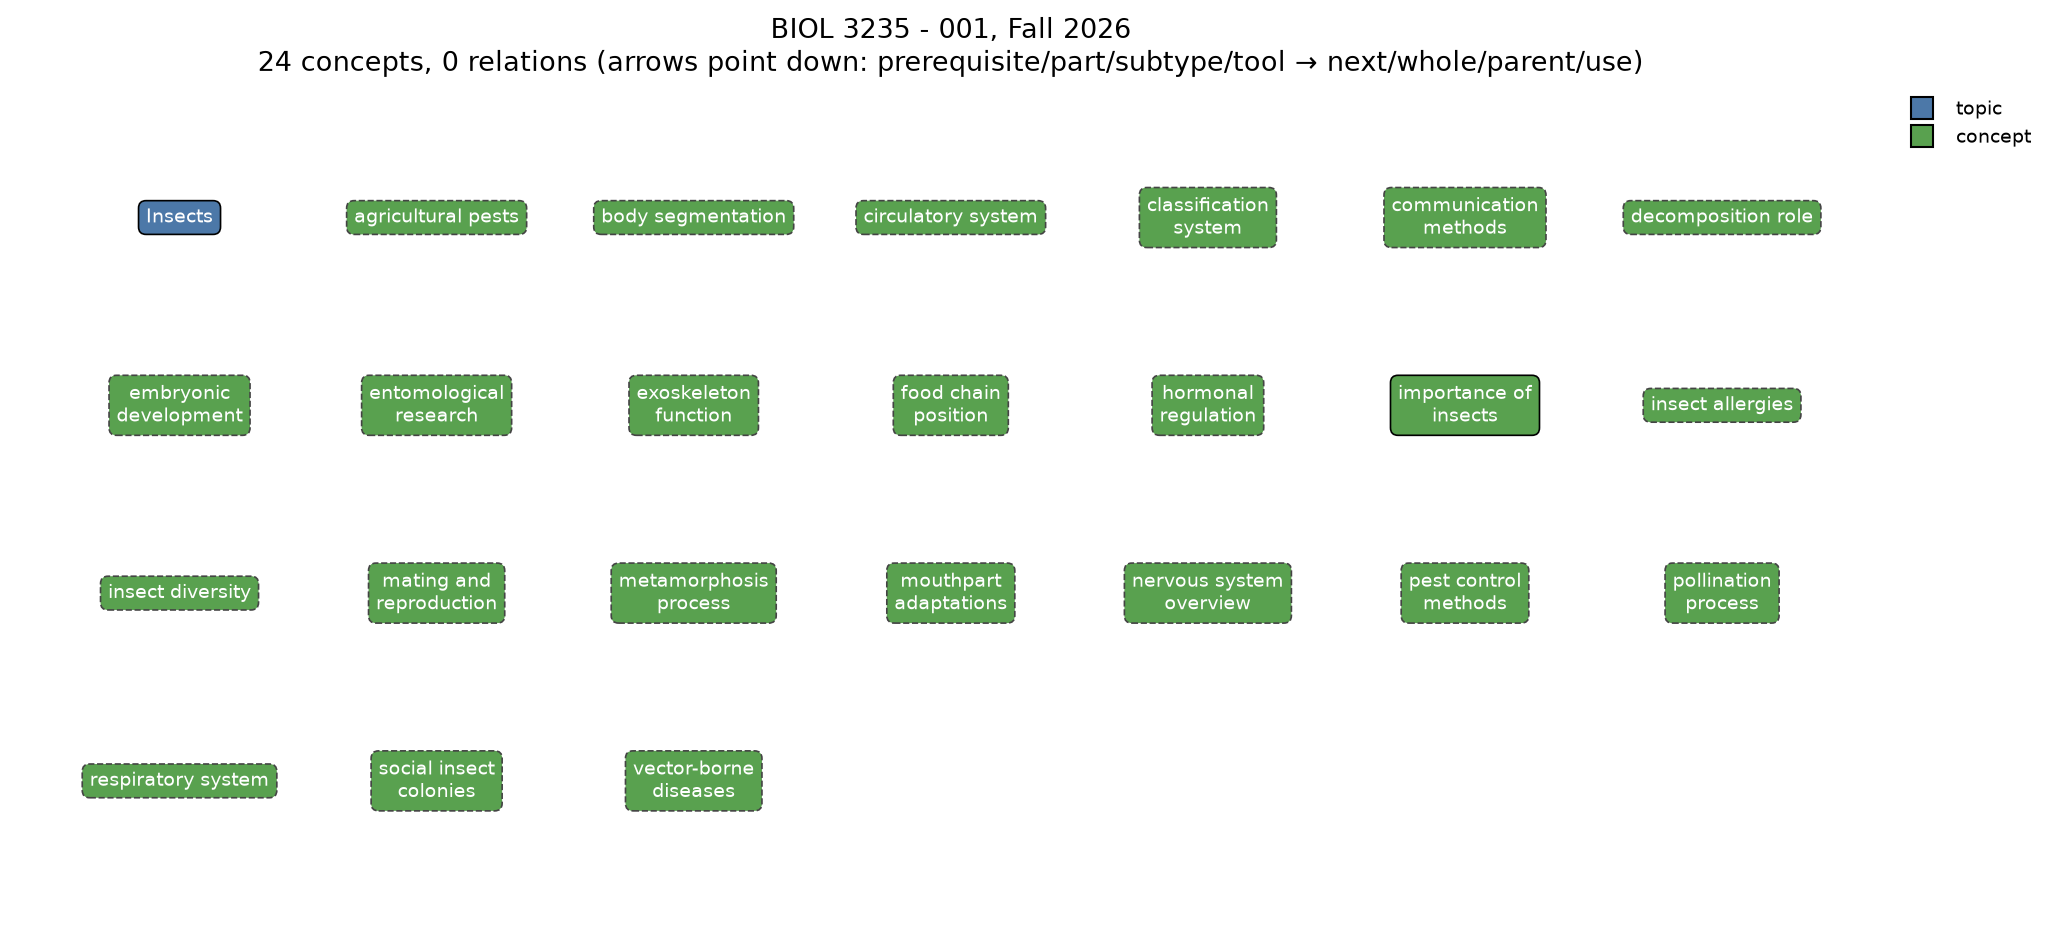 BIOL 3235 - 001, Fall 2026
24 concepts, 0 relations (arrows point down: prerequisite/part/subtype/tool → next/whole/parent/use)
topic
concept
Insects
agricultural pests
body segmentation
circulatory system
classification
system
communication
methods
decomposition role
embryonic
development
entomological
research
exoskeleton
function
food chain
position
hormonal
regulation
importance of
insects
insect allergies
insect diversity
mating and
reproduction
metamorphosis
process
mouthpart
adaptations
nervous system
overview
pest control
methods
pollination
process
respiratory system
social insect
colonies
vector-borne
diseases